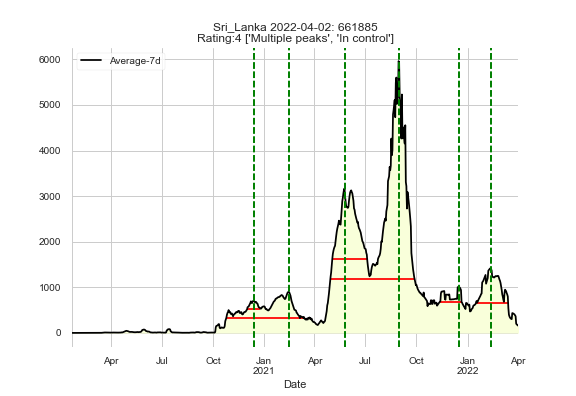 Sri_Lanka 2022-04-02: 661885
Rating:4 ['Multiple peaks', 'In control']
Average-7d
6000
5000
4000
3000
2000
1000
0
Apr Jul Oct Jan Apr Jul Oct Jan Apr
2021 2022
Date